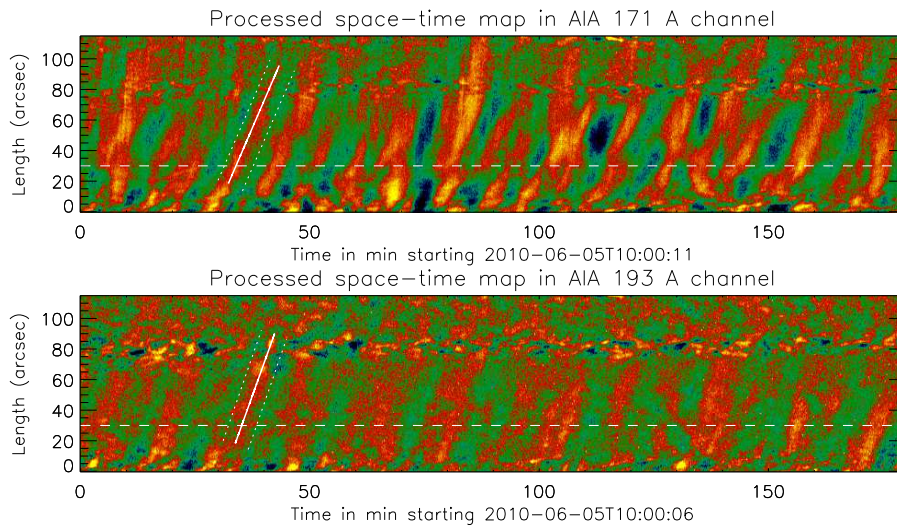 Processed space-time map in AIA 171 A channel
Length (arcsec)
100
80
60
40
20
0
0 50 100 150
Time in min starting 2010-06-05T10:00:11
Processed space-time map in AIA 193 A channel
Length (arcsec)
100
80
60
40
20
0
0 50 100 150
Time in min starting 2010-06-05T10:00:06